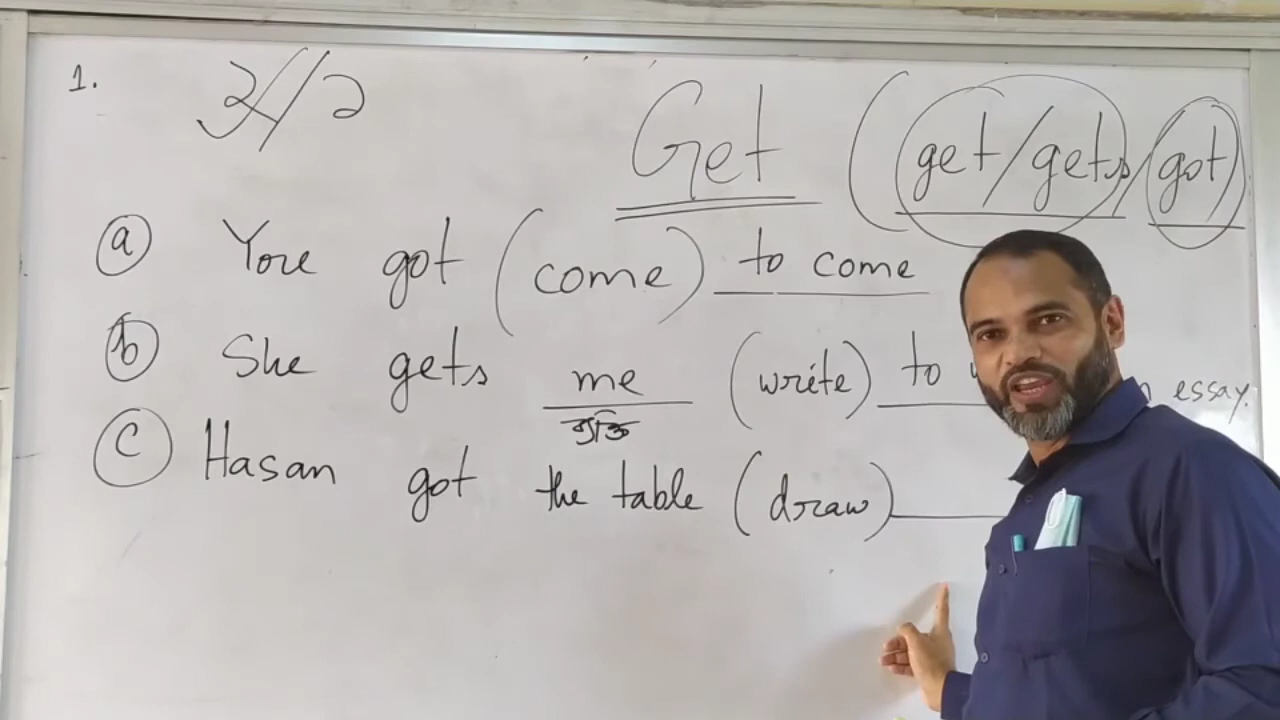 1.
Get (get/gets/got)
a You got (come) to come
b She gets me (write) to essay.
ব্যক্তি
c Hasan got the table (draw)